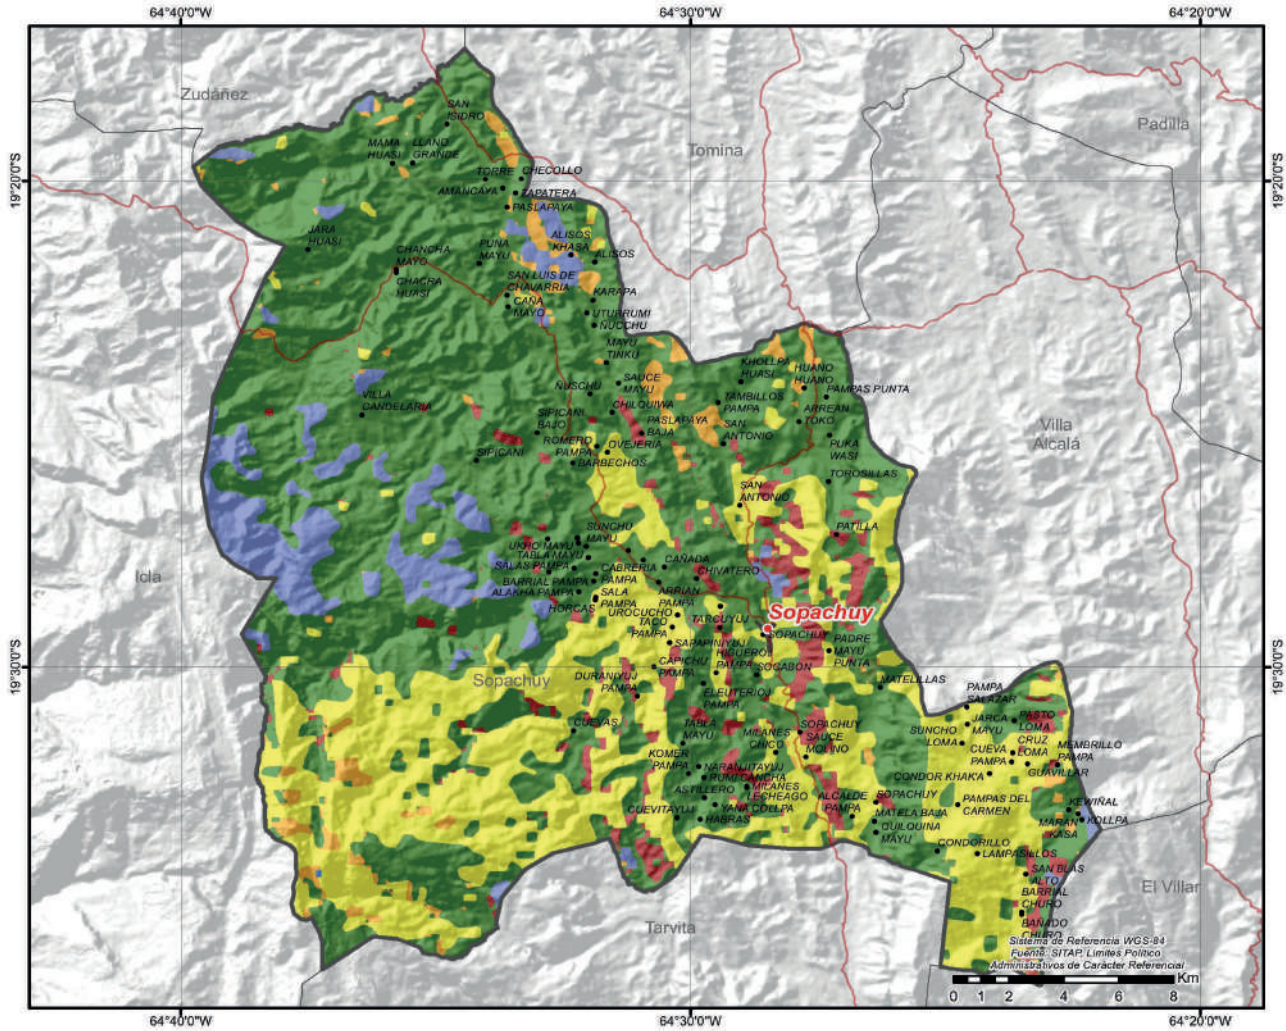 64°40'0"W
64°30'0"W
64°20'0"W
19°20'0"S
19°20'0"S
Zudáñez
Tomina
Padilla
SAN
ISIDRO
MAMA
HUASI
LLANO
GRANDE
TORRE
CHECOLLO
AMANCAYA
ZAPATERA
PASLAPAYA
JARA
HUASI
CHANCHA
MAYO
CHACRA
HUASI
PUNA
MAYU
ALISOS
KHASA
ALISOS
SAN LUIS DE
CHAVARRIA
CAÑA
MAYO
KARAPA
UTURRUMI
ÑUCCHU
MAYU
TINKU
KHOLLPA
HUASI
HUANO
HUANO
PAMPAS PUNTA
ÑUSCHU
SAUCE
MAYU
TAMBILLOS
PAMPA
VILLA
CANDELARIA
CHILQUIWA
SIPICANI
BAJO
PASLAPAYA
BAJA
SAN
ANTONIO
ARREAN
TOKO
ROMERO
PAMPA
OVEJERIA
PUKA
WASI
SIPICANI
BARBECHOS
TOROSILLAS
Villa
Alcalá
SAN
ANTONIO
PATILLA
SUNCHU
MAYU
UKHO MAYU
TABLA MAYU
SALAS PAMPA
CABRERIA
PAMPA
CAÑADA
CHIVATERO
BARRIAL PAMPA
ALAKHA PAMPA
SALA
PAMPA
ARRIAN
PAMPA
HORCAS
UROCUCHO
TACO
PAMPA
TARCUYUJ
Sopachuy
SOPACHUY
SAPAPINIYUJ
HIGUEROI
PAMPA
PADRE
MAYU
PUNTA
Icla
19°30'0"S
19°30'0"S
CAPICHU
PAMPA
SOCABON
Sopachuy
DURANIYUJ
PAMPA
ELEUTERIOJ
PAMPA
MATELILLAS
PAMPA
SALAZAR
CUEVAS
TABLA
MAYU
MILANES
CHICO
SOPACHUY
SAUCE
MOLINO
SUNCHO
LOMA
JARCA
MAYU
PASTO
LOMA
CRUZ
LOMA
CUEVA
PAMPA
MEMBRILLO
PAMPA
KOMER
PAMPA
NARANJITAYUJ
RUMI CANCHA
GUAVILLAR
CONDOR KHAKA
ASTILLERO
MILANES
LECHEAGO
ALCALDE
PAMPA
SOPACHUY
PAMPAS DEL
CARMEN
CUEVITAYUJ
YANA COLLPA
HABRAS
MATELA BAJA
QUILQUINA
MAYU
KEWIÑAL
MARAN
KASA
KOLLPA
CONDORILLO
LAMPASILLOS
SAN BLAS
ALTO
BARRIAL
CHURO
BAÑADO
CHURO
El Villar
Tarvita
Sistema de Referencia WGS-84
Fuente: SITAP, Limites Político
Administrativos de Carácter Referencial
Km
0 1 2 4 6 8
64°40'0"W
64°30'0"W
64°20'0"W